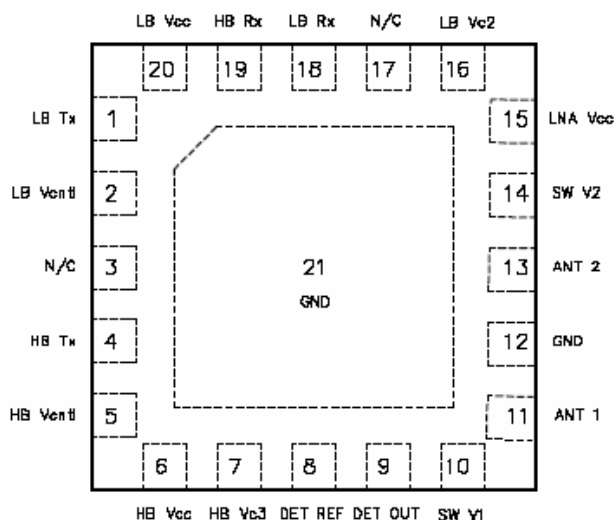 LB Vcc HB Rx LB Rx N/C LB Vc2
20 19 18 17 16
LB Tx 1 15 LNA Vcc
LB Vcntl 2 14 SW V2
N/C 3 21 13 ANT 2
GND
HB Tx 4 12 GND
HB Vcntl 5 11 ANT 1
6 7 8 9 10
HB Vcc HB Vc3 DET REF DET OUT SW V1